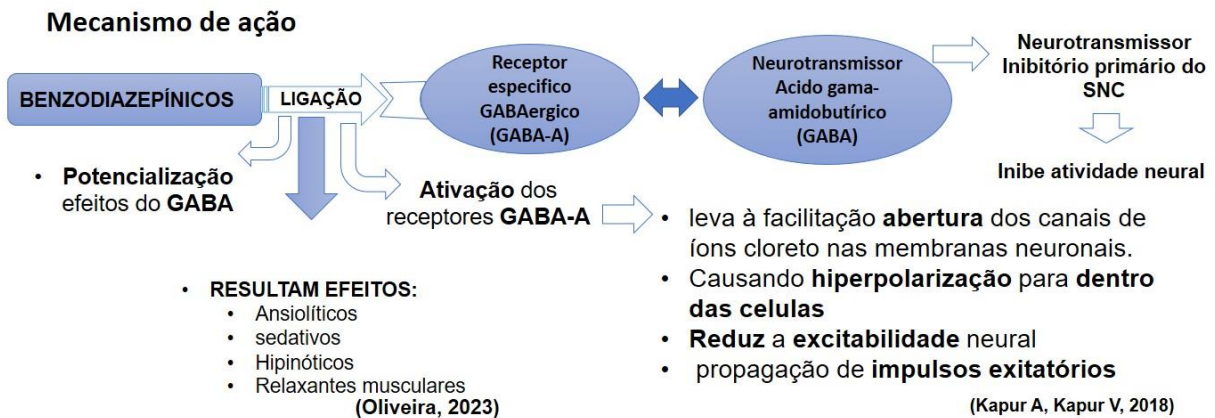 Mecanismo de ação
BENZODIAZEPÍNICOS
LIGAÇÃO
Receptor
especifico
GABAergico
(GABA-A)
Neurotransmissor
Acido gama-
amidobutírico
(GABA)
Neurotransmissor
Inibitório primário do
SNC
Inibe atividade neural
• Potencialização
efeitos do GABA
Ativação dos
receptores GABA-A
• leva à facilitação abertura dos canais de
íons cloreto nas membranas neuronais.
• Causando hiperpolarização para dentro
das celulas
• Reduz a excitabilidade neural
• propagação de impulsos exitatórios
(Kapur A, Kapur V, 2018)
• RESULTAM EFEITOS:
• Ansiolíticos
• sedativos
• Hipinóticos
• Relaxantes musculares
(Oliveira, 2023)